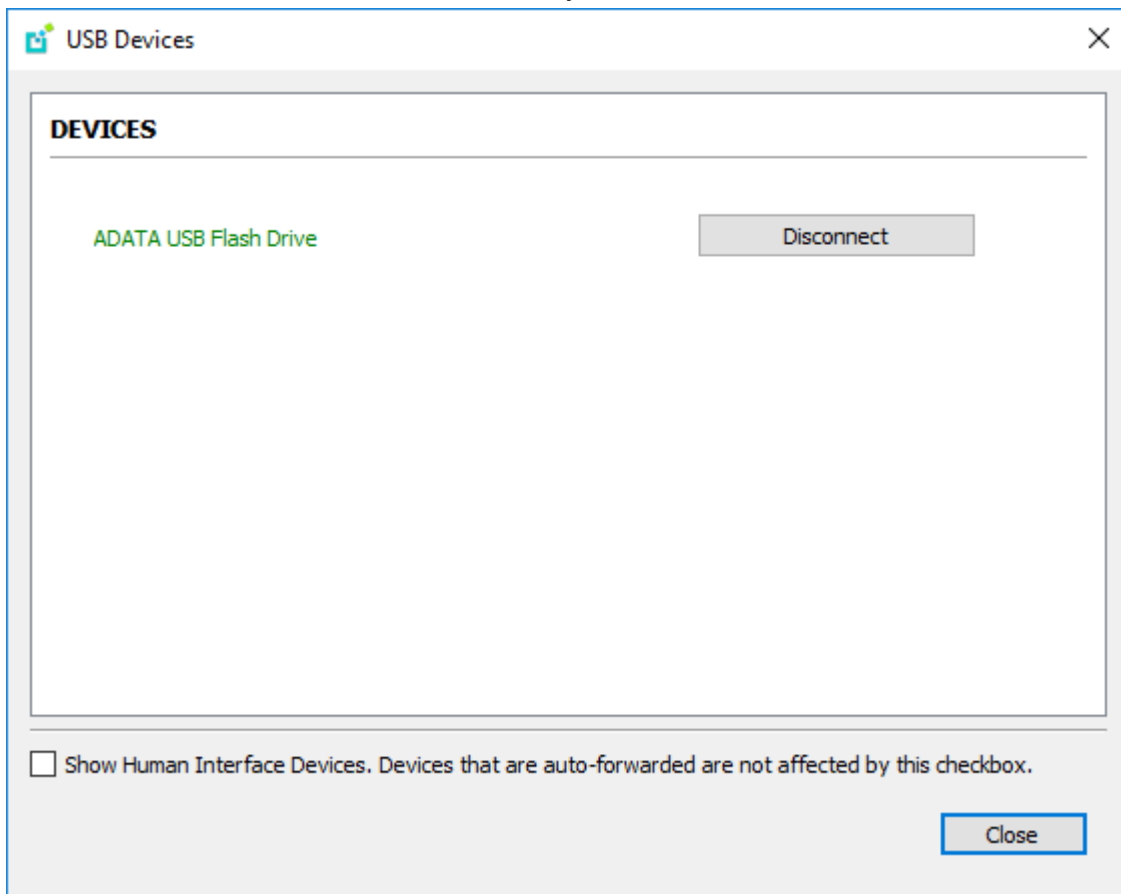 USB Devices
DEVICES
ADATA USB Flash Drive
Disconnect
Show Human Interface Devices. Devices that are auto-forwarded are not affected by this checkbox.
Close